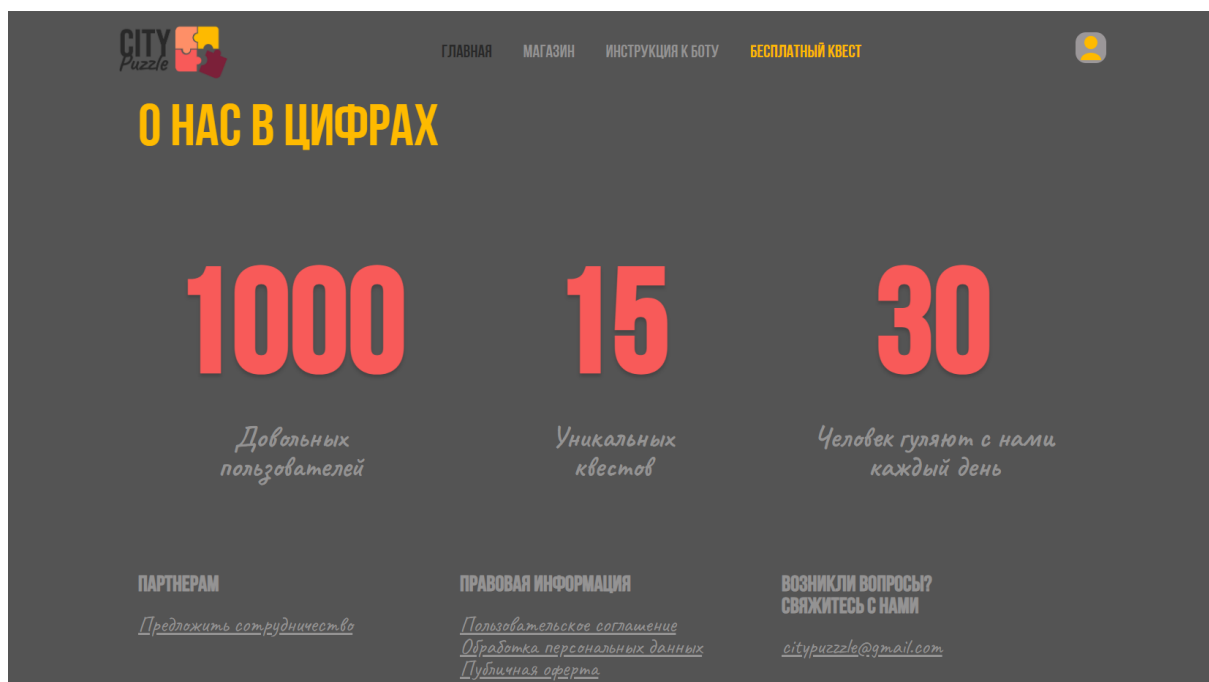 CITY
Puzzle
ГЛАВНАЯ МАГАЗИН ИНСТРУКЦИЯ К БОТУ БЕСПЛАТНЫЙ КВЕСТ
О НАС В ЦИФРАХ
1000 15 30
Довольных
пользователей
Уникальных
квестов
Человек гуляют с нами
каждый день
ПАРТНЕРАМ
Предложить сотрудничество
ПРАВОВАЯ ИНФОРМАЦИЯ
Пользовательское соглашение
Обработка персональных данных
Публичная оферта
ВОЗНИКЛИ ВОПРОСЫ?
СВЯЖИТЕСЬ С НАМИ
citypuzzzle@gmail.com